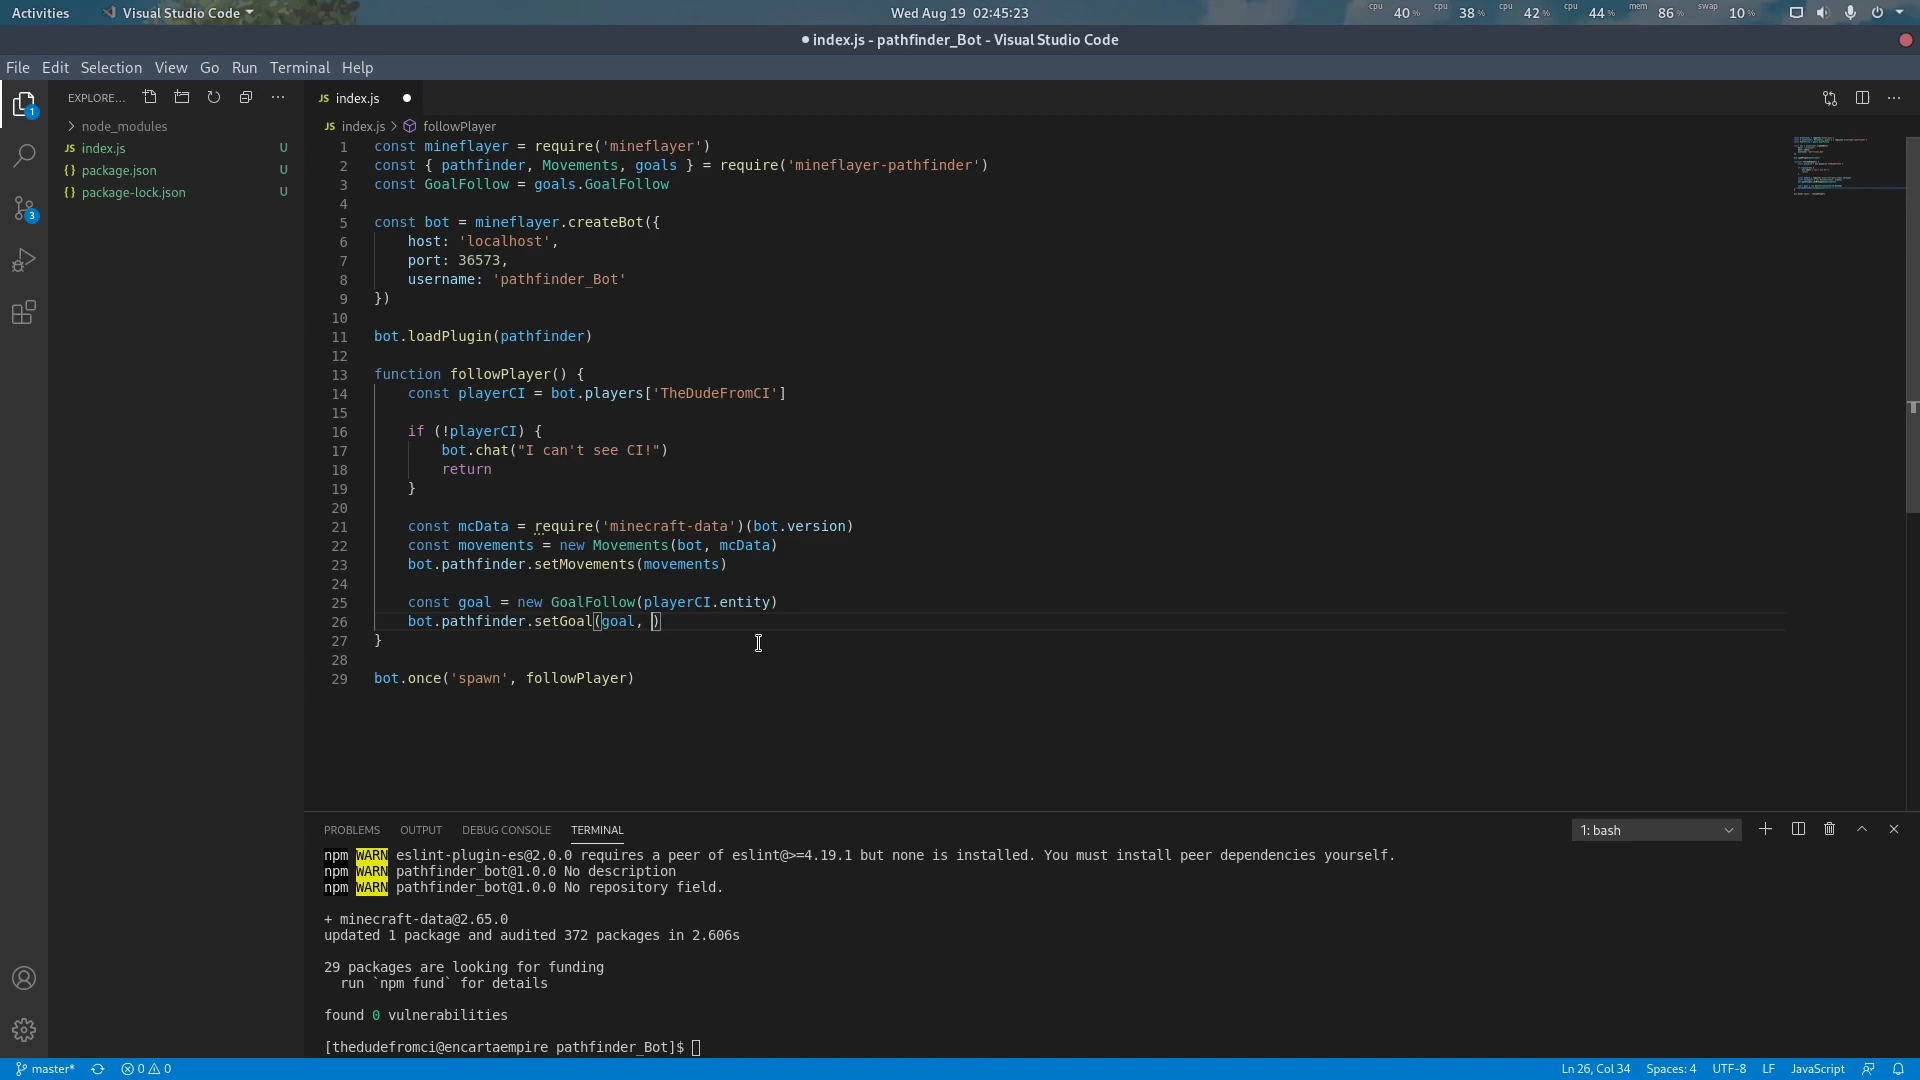 Activities
Visual Studio Code
Wed Aug 19 02:45:23
cpu 40 % cpu 38 % cpu 42 % cpu 44 % mem 86 % swap 10 %
● index.js - pathfinder_Bot - Visual Studio Code
File Edit Selection View Go Run Terminal Help
EXPLORE...
JS index.js ●
node_modules
JS index.js U
{} package.json U
{} package-lock.json U
1
3
JS index.js > followPlayer
1 const mineflayer = require('mineflayer')
2 const { pathfinder, Movements, goals } = require('mineflayer-pathfinder')
3 const GoalFollow = goals.GoalFollow
4
5 const bot = mineflayer.createBot({
6 host: 'localhost',
7 port: 36573,
8 username: 'pathfinder_Bot'
9 })
10
11 bot.loadPlugin(pathfinder)
12
13 function followPlayer() {
14 const playerCI = bot.players['TheDudeFromCI']
15
16 if (!playerCI) {
17 bot.chat("I can't see CI!")
18 return
19 }
20
21 const mcData = require('minecraft-data')(bot.version)
22 const movements = new Movements(bot, mcData)
23 bot.pathfinder.setMovements(movements)
24
25 const goal = new GoalFollow(playerCI.entity)
26 bot.pathfinder.setGoal(goal, )
27 }
28
29 bot.once('spawn', followPlayer)
PROBLEMS OUTPUT DEBUG CONSOLE TERMINAL
1: bash
npm WARN eslint-plugin-es@2.0.0 requires a peer of eslint@>=4.19.1 but none is installed. You must install peer dependencies yourself.
npm WARN pathfinder_bot@1.0.0 No description
npm WARN pathfinder_bot@1.0.0 No repository field.
+ minecraft-data@2.65.0
updated 1 package and audited 372 packages in 2.606s
29 packages are looking for funding
run `npm fund` for details
found 0 vulnerabilities
[thedudefromci@encartaempire pathfinder_Bot]$
master* 0 0
Ln 26, Col 34 Spaces: 4 UTF-8 LF JavaScript